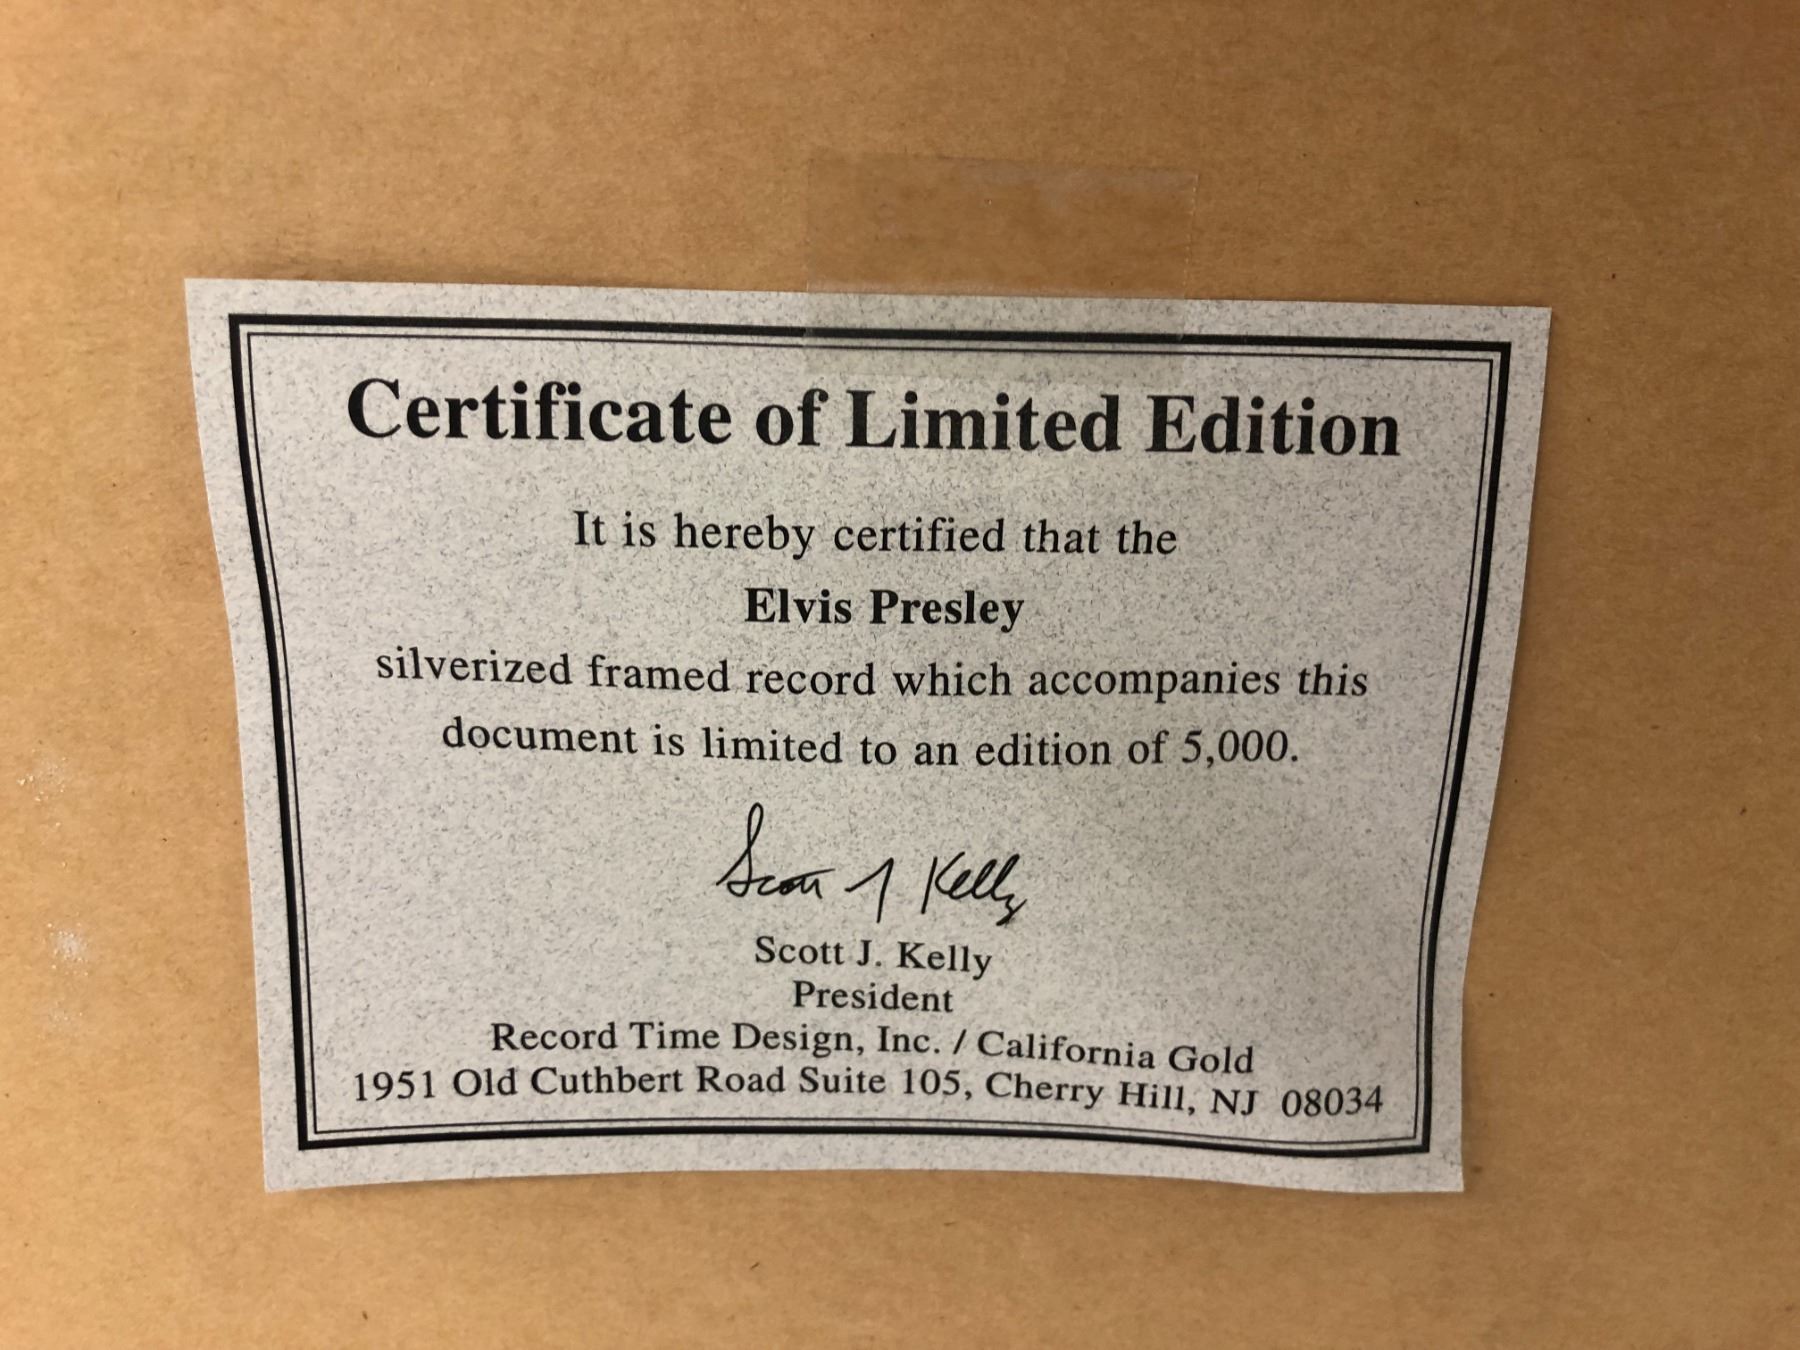 Certificate of Limited Edition
It is hereby certified that the
Elvis Presley
silverized framed record which accompanies this
document is limited to an edition of 5,000.
Scott J Kelly
Scott J. Kelly
President
Record Time Design, Inc. / California Gold
1951 Old Cuthbert Road Suite 105, Cherry Hill, NJ 08034